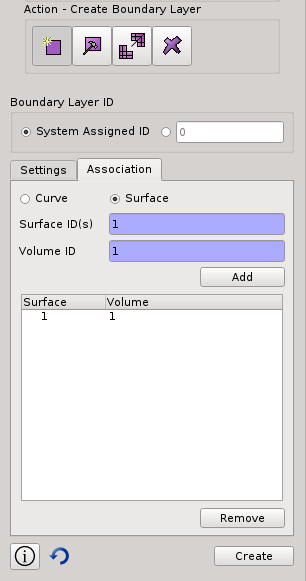 Action - Create Boundary Layer
Boundary Layer ID
System Assigned ID 0
Settings Association
Curve Surface
Surface ID(s) 1
Volume ID 1
Add
Surface Volume
1 1
Remove
Create